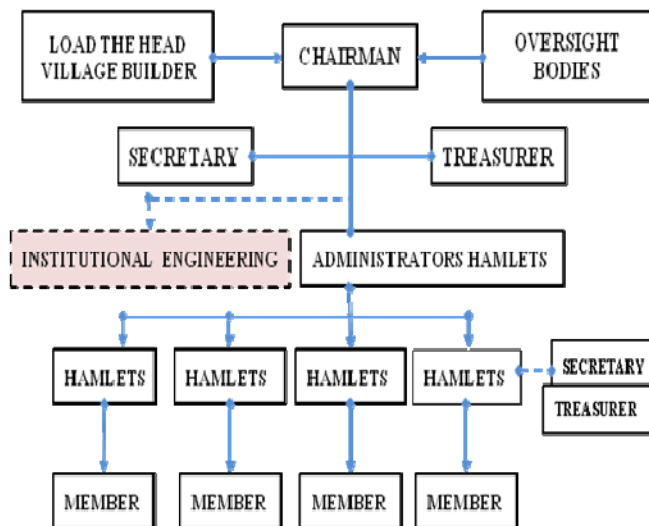 LOAD THE HEAD
VILLAGE BUILDER
CHAIRMAN
OVERSIGHT
BODIES
SECRETARY
TREASURER
INSTITUTIONAL ENGINEERING
ADMINISTRATORS HAMLETS
HAMLETS
HAMLETS
HAMLETS
HAMLETS
SECRETARY
TREASURER
MEMBER
MEMBER
MEMBER
MEMBER